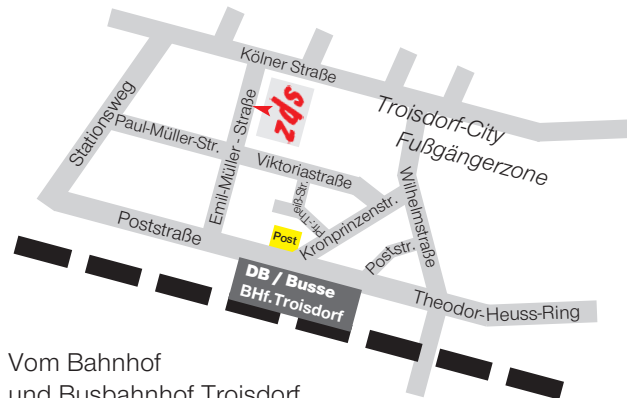 Kölner Straße
Stationsweg
spz
Troisdorf-City
Fußgängerzone
Paul-Müller-Str.
Emil-Müller - Straße
Viktoriastraße
Wilhelmstraße
Kronprinzenstr.
Poststraße
Post
Poststr.
DB / Busse
BHf.Troisdorf
Theodor-Heuss-Ring
Vom Bahnhof
und Busbahnhof Troisdorf